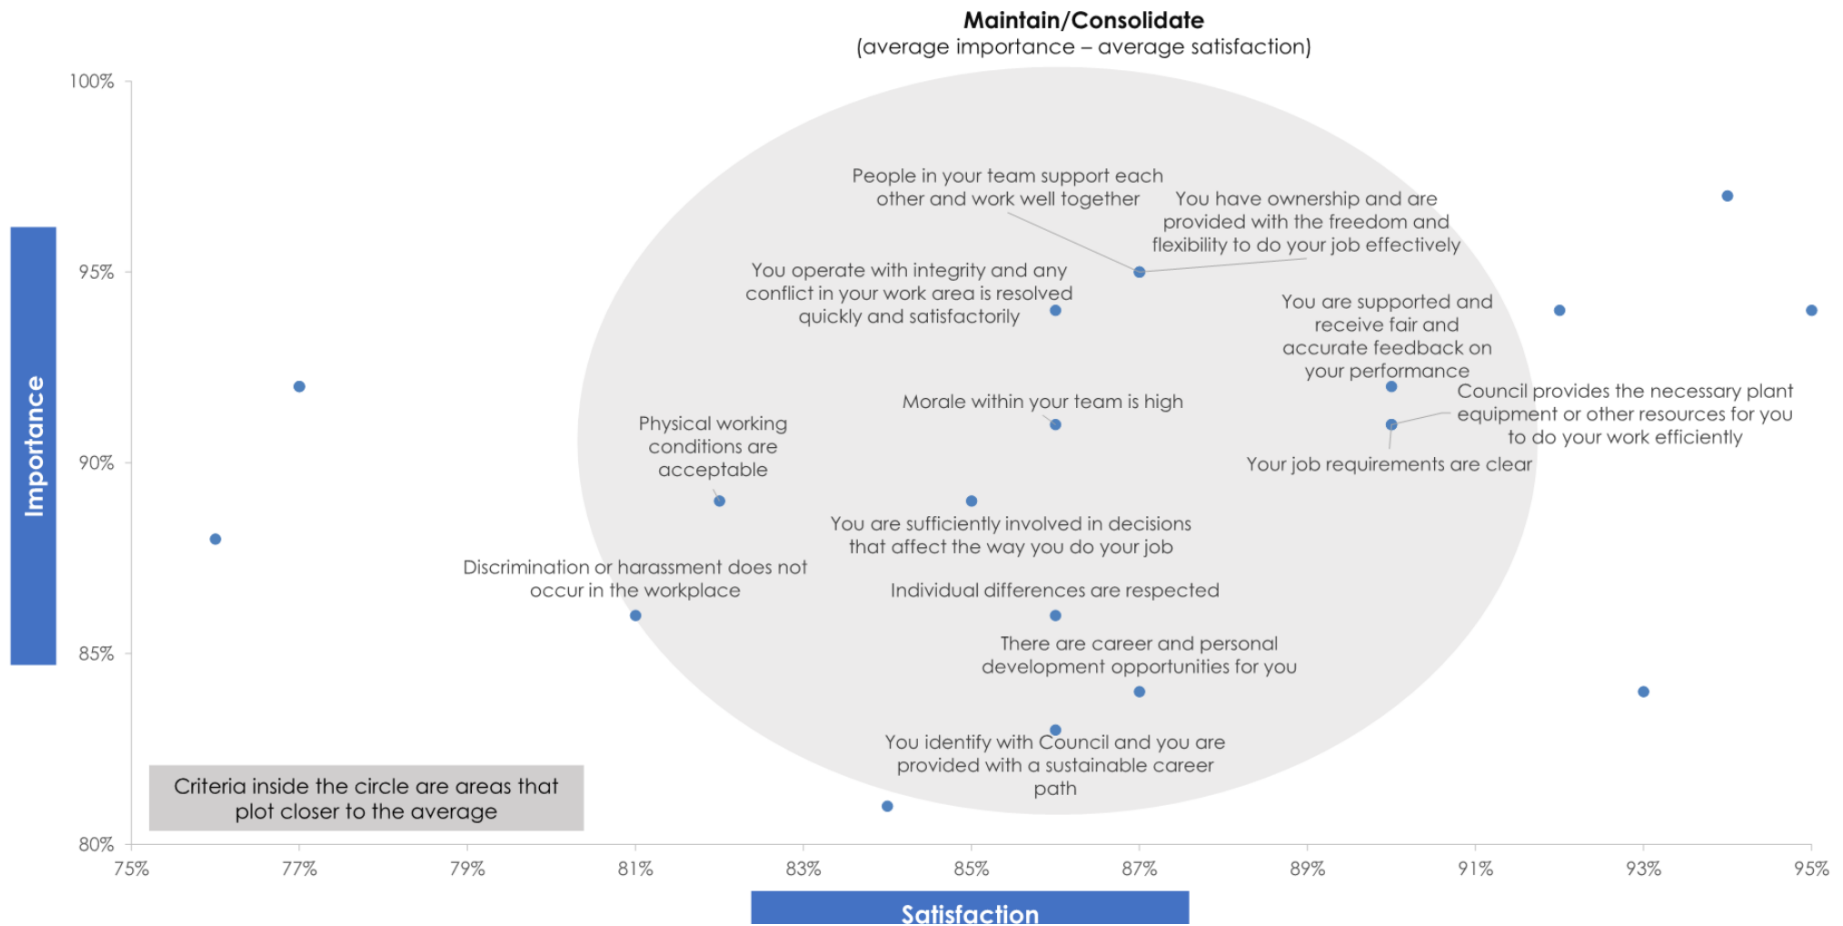 Maintain/Consolidate
(average importance – average satisfaction)
100%
People in your team support each
other and work well together
You have ownership and are
provided with the freedom and
flexibility to do your job effectively
95%
You operate with integrity and any
conflict in your work area is resolved
quickly and satisfactorily
You are supported and
receive fair and
accurate feedback on
your performance
Council provides the necessary plant
equipment or other resources for you
to do your work efficiently
Morale within your team is high
Physical working
conditions are
acceptable
Importance
90%
Your job requirements are clear
You are sufficiently involved in decisions
that affect the way you do your job
Discrimination or harassment does not
occur in the workplace
Individual differences are respected
85%
There are career and personal
development opportunities for you
You identify with Council and you are
provided with a sustainable career
path
Criteria inside the circle are areas that
plot closer to the average
80%
75%
77%
79%
81%
83%
85%
87%
89%
91%
93%
95%
Satisfaction